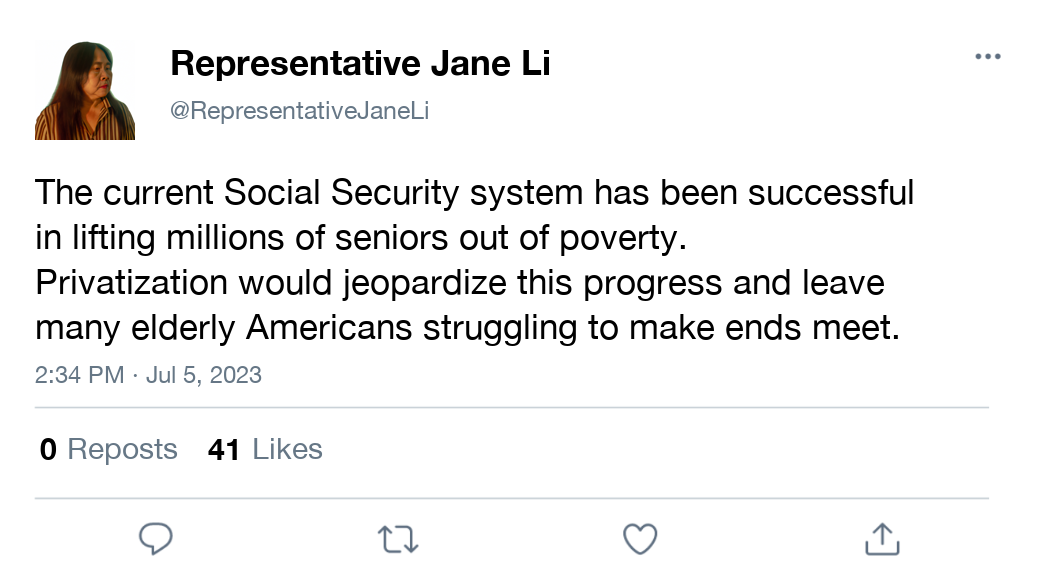 Representative Jane Li
@RepresentativeJaneLi
The current Social Security system has been successful
in lifting millions of seniors out of poverty.
Privatization would jeopardize this progress and leave
many elderly Americans struggling to make ends meet.
2:34 PM · Jul 5, 2023
0 Reposts 41 Likes